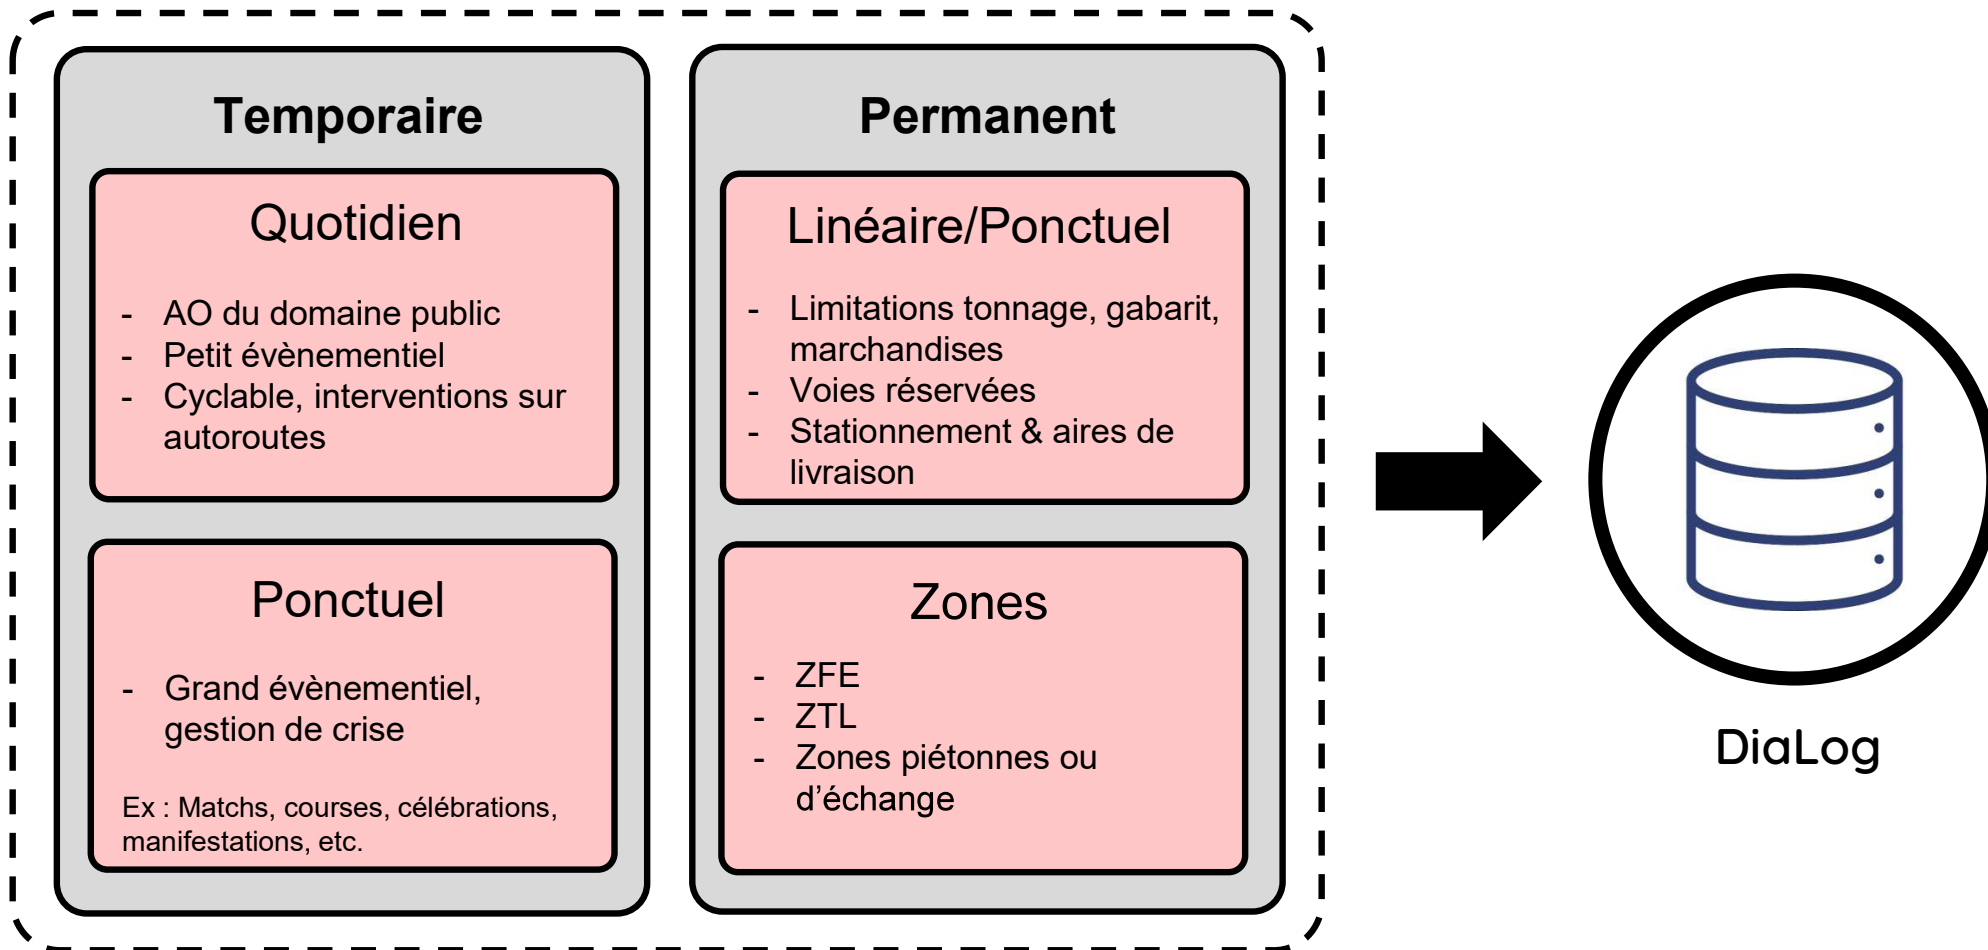 Temporaire
Quotidien
- AO du domaine public
- Petit évènementiel
- Cyclable, interventions sur
autoroutes
Ponctuel
- Grand évènementiel,
gestion de crise
Ex : Matchs, courses, célébrations,
manifestations, etc.
Permanent
Linéaire/Ponctuel
- Limitations tonnage, gabarit,
marchandises
- Voies réservées
- Stationnement & aires de
livraison
Zones
- ZFE
- ZTL
- Zones piétonnes ou
d’échange
DiaLog